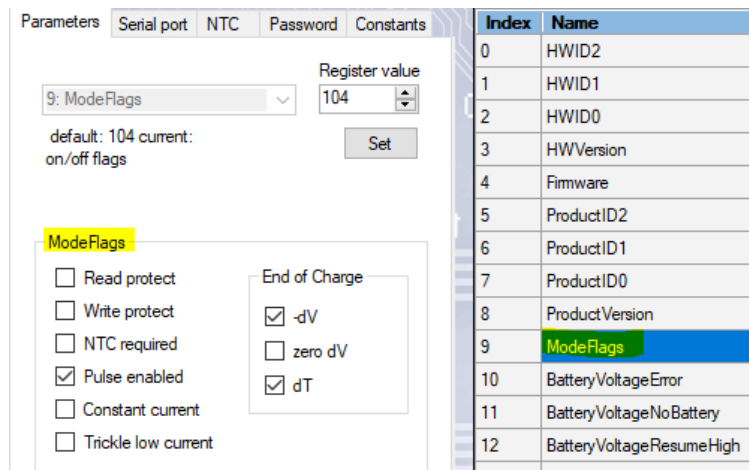 Parameters Serial port NTC Password Constants
Register value
9: ModeFlags 104
default: 104 current:
on/off flags
Set
ModeFlags
Read protect
Write protect
NTC required
Pulse enabled
Constant current
Trickle low current
End of Charge
-dV
zero dV
dT
Index Name
0 HWID2
1 HWID1
2 HWID0
3 HWVersion
4 Firmware
5 ProductID2
6 ProductID1
7 ProductID0
8 ProductVersion
9 ModeFlags
10 BatteryVoltageError
11 BatteryVoltageNoBattery
12 BatteryVoltageResumeHigh